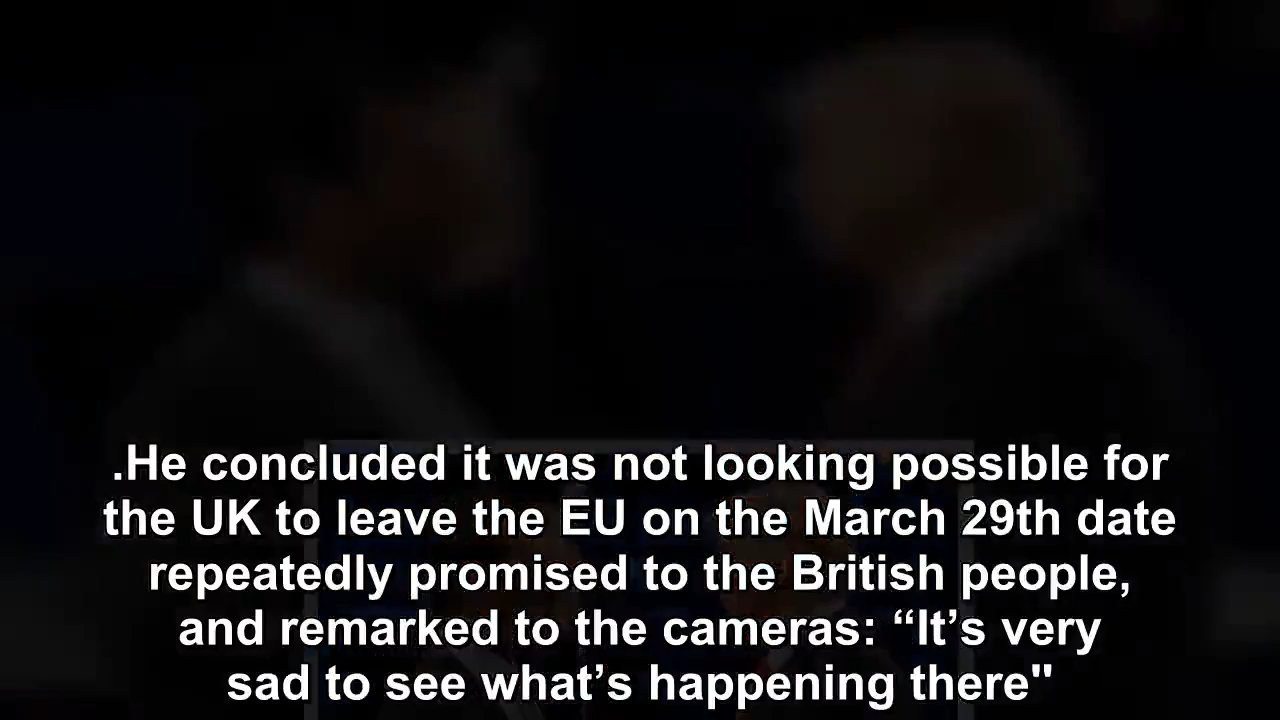 .He concluded it was not looking possible for
the UK to leave the EU on the March 29th date
repeatedly promised to the British people,
and remarked to the cameras: “It’s very
sad to see what’s happening there"